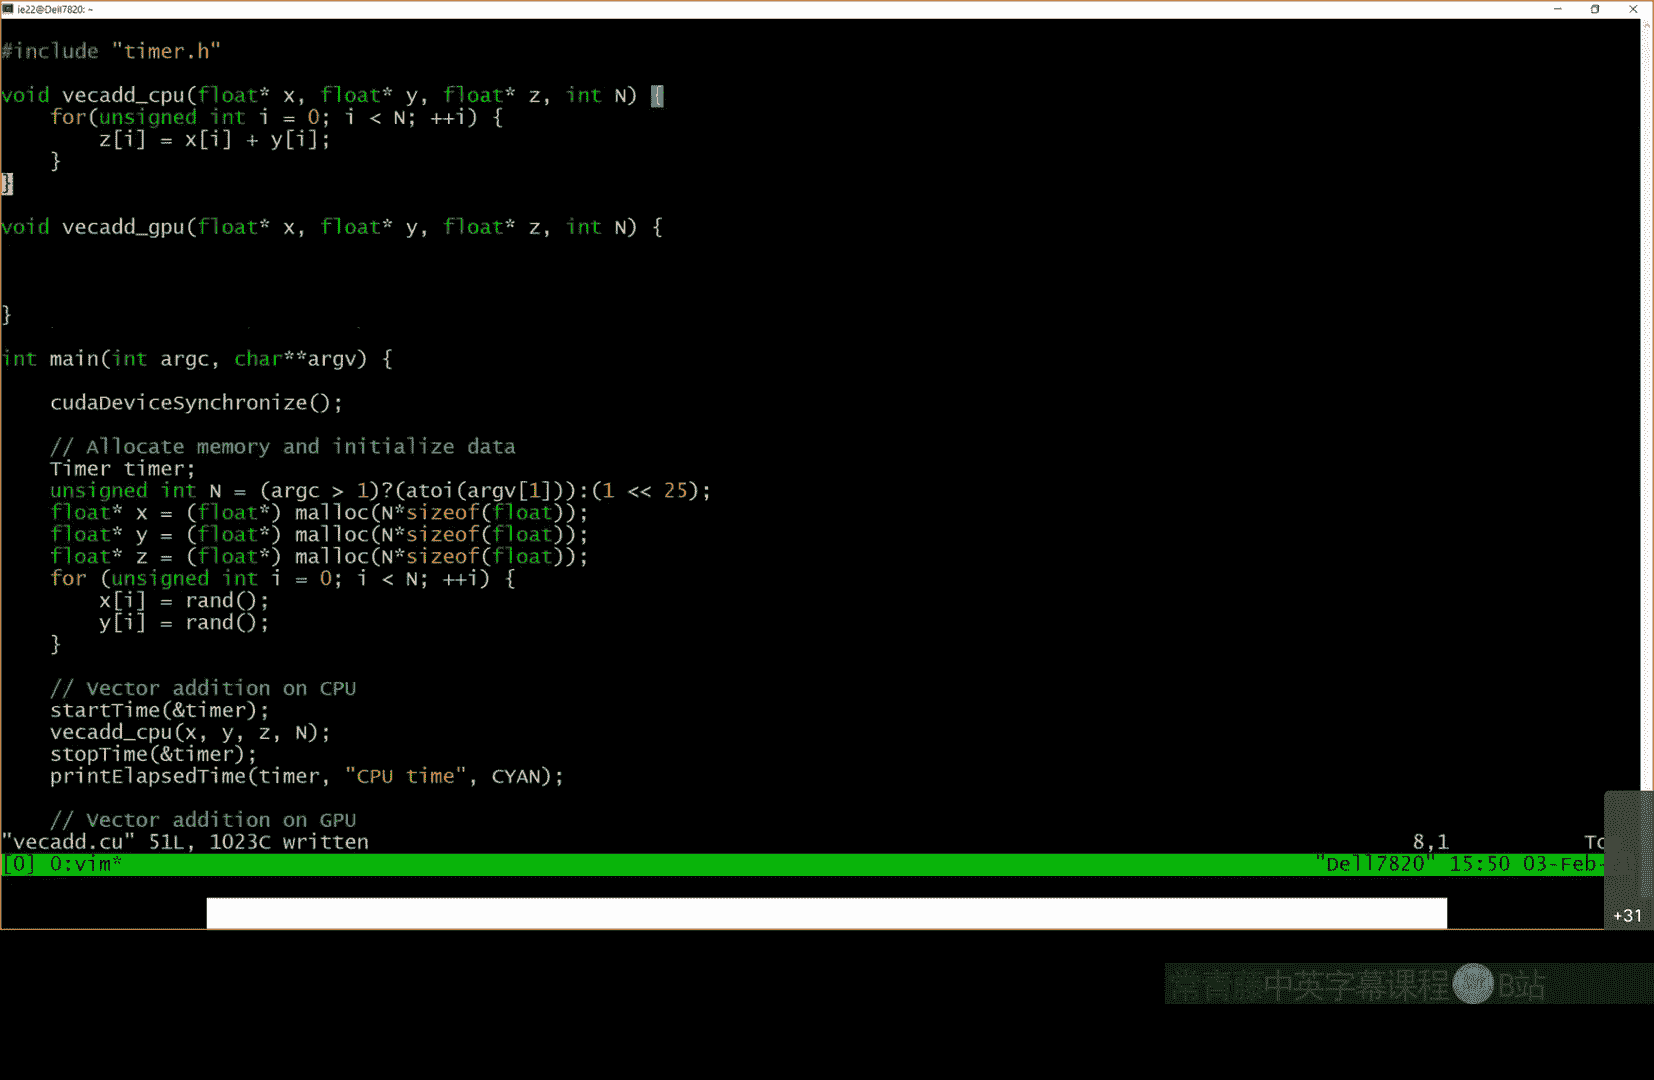 ie22@Dell7820: ~
#include "timer.h"
void vecadd_cpu(float* x, float* y, float* z, int N) {
    for(unsigned int i = 0; i < N; ++i) {
        z[i] = x[i] + y[i];
    }
}
void vecadd_gpu(float* x, float* y, float* z, int N) {
}
int main(int argc, char**argv) {
    cudaDeviceSynchronize();
    // Allocate memory and initialize data
    Timer timer;
    unsigned int N = (argc > 1)?(atoi(argv[1])):(1 << 25);
    float* x = (float*) malloc(N*sizeof(float));
    float* y = (float*) malloc(N*sizeof(float));
    float* z = (float*) malloc(N*sizeof(float));
    for (unsigned int i = 0; i < N; ++i) {
        x[i] = rand();
        y[i] = rand();
    }
    // Vector addition on CPU
    startTime(&timer);
    vecadd_cpu(x, y, z, N);
    stopTime(&timer);
    printElapsedTime(timer, "CPU time", CYAN);
    // Vector addition on GPU
"vecadd.cu" 51L, 1023C written 8,1
[0] 0:vim* "Dell7820" 15:50 03-Feb-
+31
常青藤中英字幕课程 B站